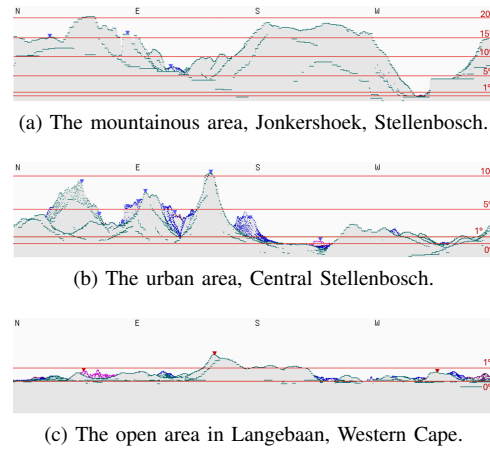 N E S W
20
15
10
5°
1°
(a) The mountainous area, Jonkershoek, Stellenbosch.
N E S W
10
5°
1°
0°
(b) The urban area, Central Stellenbosch.
N E S W
1°
0°
(c) The open area in Langebaan, Western Cape.